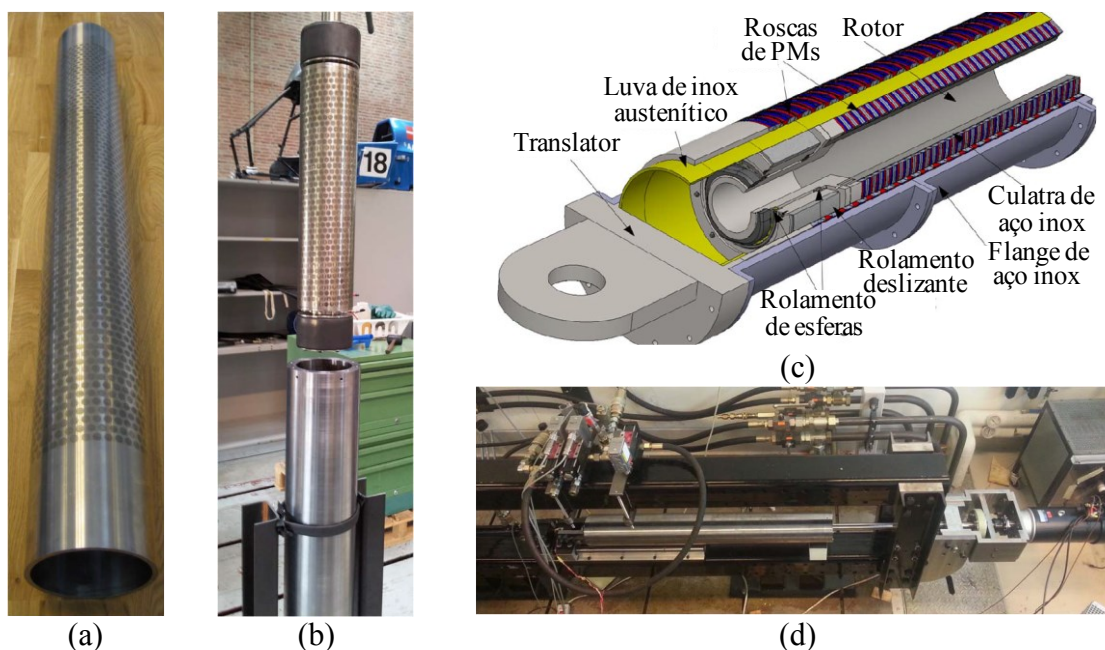 Roscas
de PMs
Rotor
Luva de inox
austenítico
Translator
Culatra de
aço inox
Flange de
aço inox
Rolamento
deslizante
Rolamento
de esferas
18
(a)
(b)
(c)
(d)